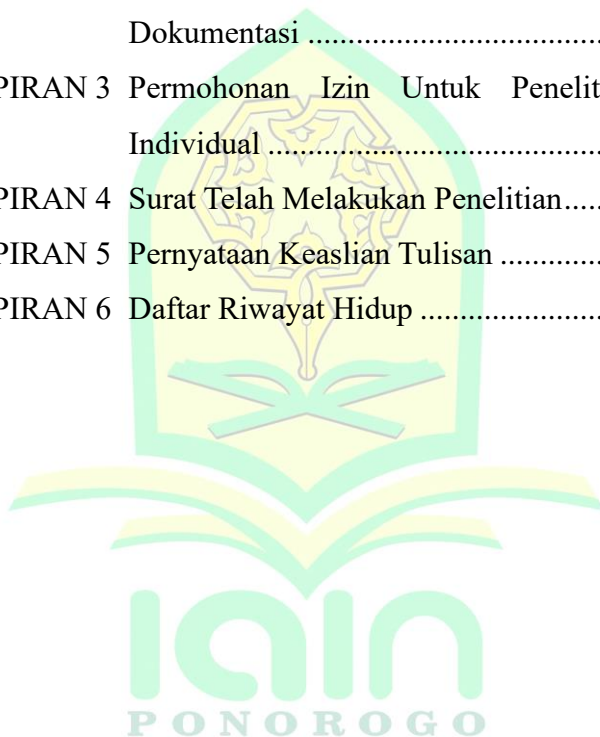 Dokumentasi ....................................
PIRAN 3 Permohonan Izin Untuk Penelit
Individual .........................................
PIRAN 4 Surat Telah Melakukan Penelitian.....
PIRAN 5 Pernyataan Keaslian Tulisan .............
PIRAN 6 Daftar Riwayat Hidup .......................
iain
PONOROGO